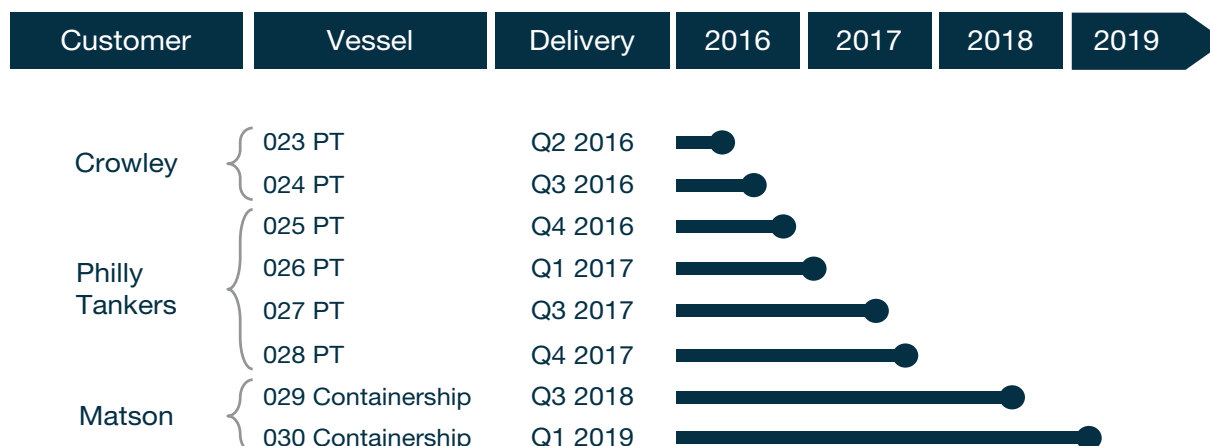 Customer Vessel Delivery 2016 2017 2018 2019
Crowley
023 PT Q2 2016
024 PT Q3 2016
Philly
Tankers
025 PT Q4 2016
026 PT Q1 2017
027 PT Q3 2017
028 PT Q4 2017
Matson
029 Containership Q3 2018
030 Containership Q1 2019